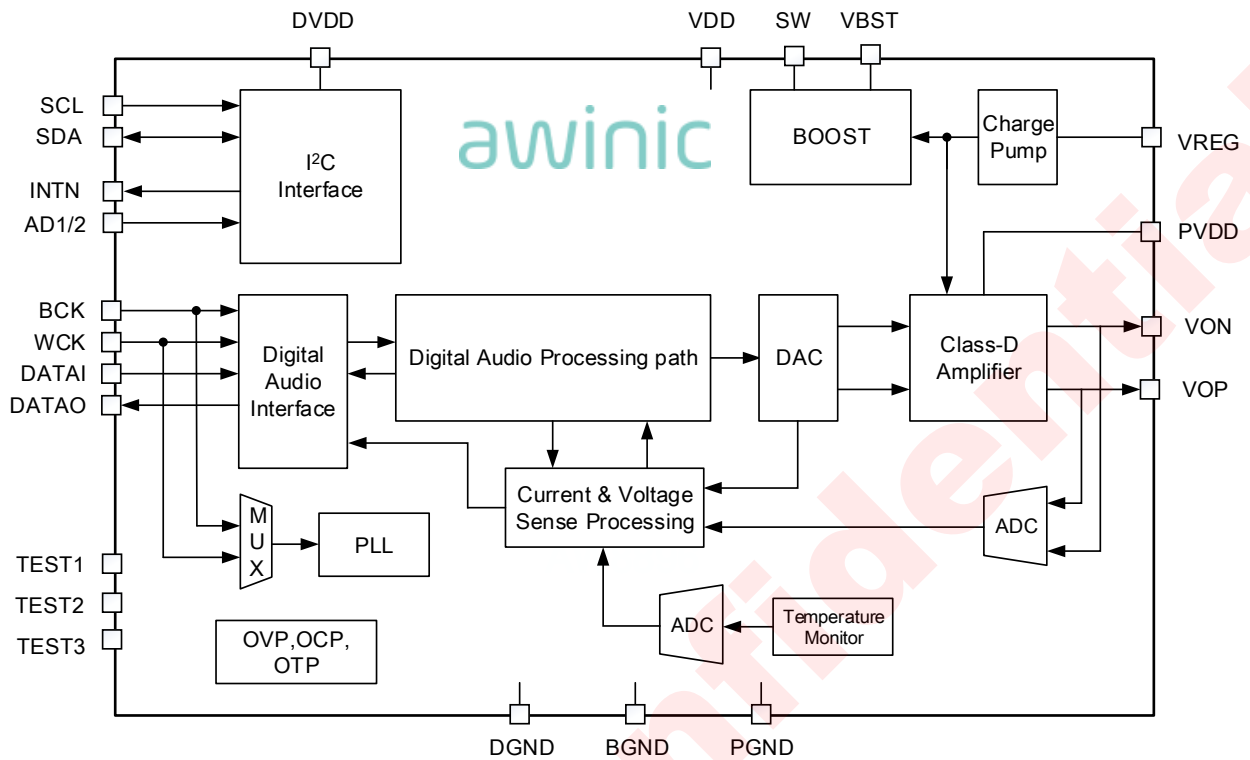 DVDD
VDD
SW
VBST
SCL
SDA
INTN
AD1/2
I²C
Interface
awinic
BOOST
Charge
Pump
VREG
PVDD
BCK
WCK
DATAI
DATAO
Digital
Audio
Interface
Digital Audio Processing path
DAC
Class-D
Amplifier
VON
VOP
Current & Voltage
Sense Processing
ADC
M
U
X
PLL
TEST1
TEST2
TEST3
OVP,OCP,
OTP
ADC
Temperature
Monitor
DGND
BGND
PGND
nfidential